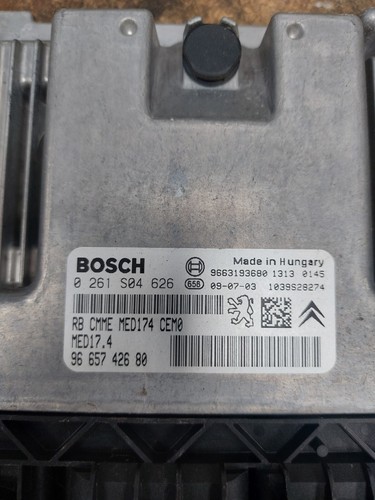 BOSCH
Made in Hungary
9663193680 1313 0145
0 261 S04 626
658
09-07-03 1039S28274
RB CMME MED174 CEM0
MED17.4
96 657 426 80